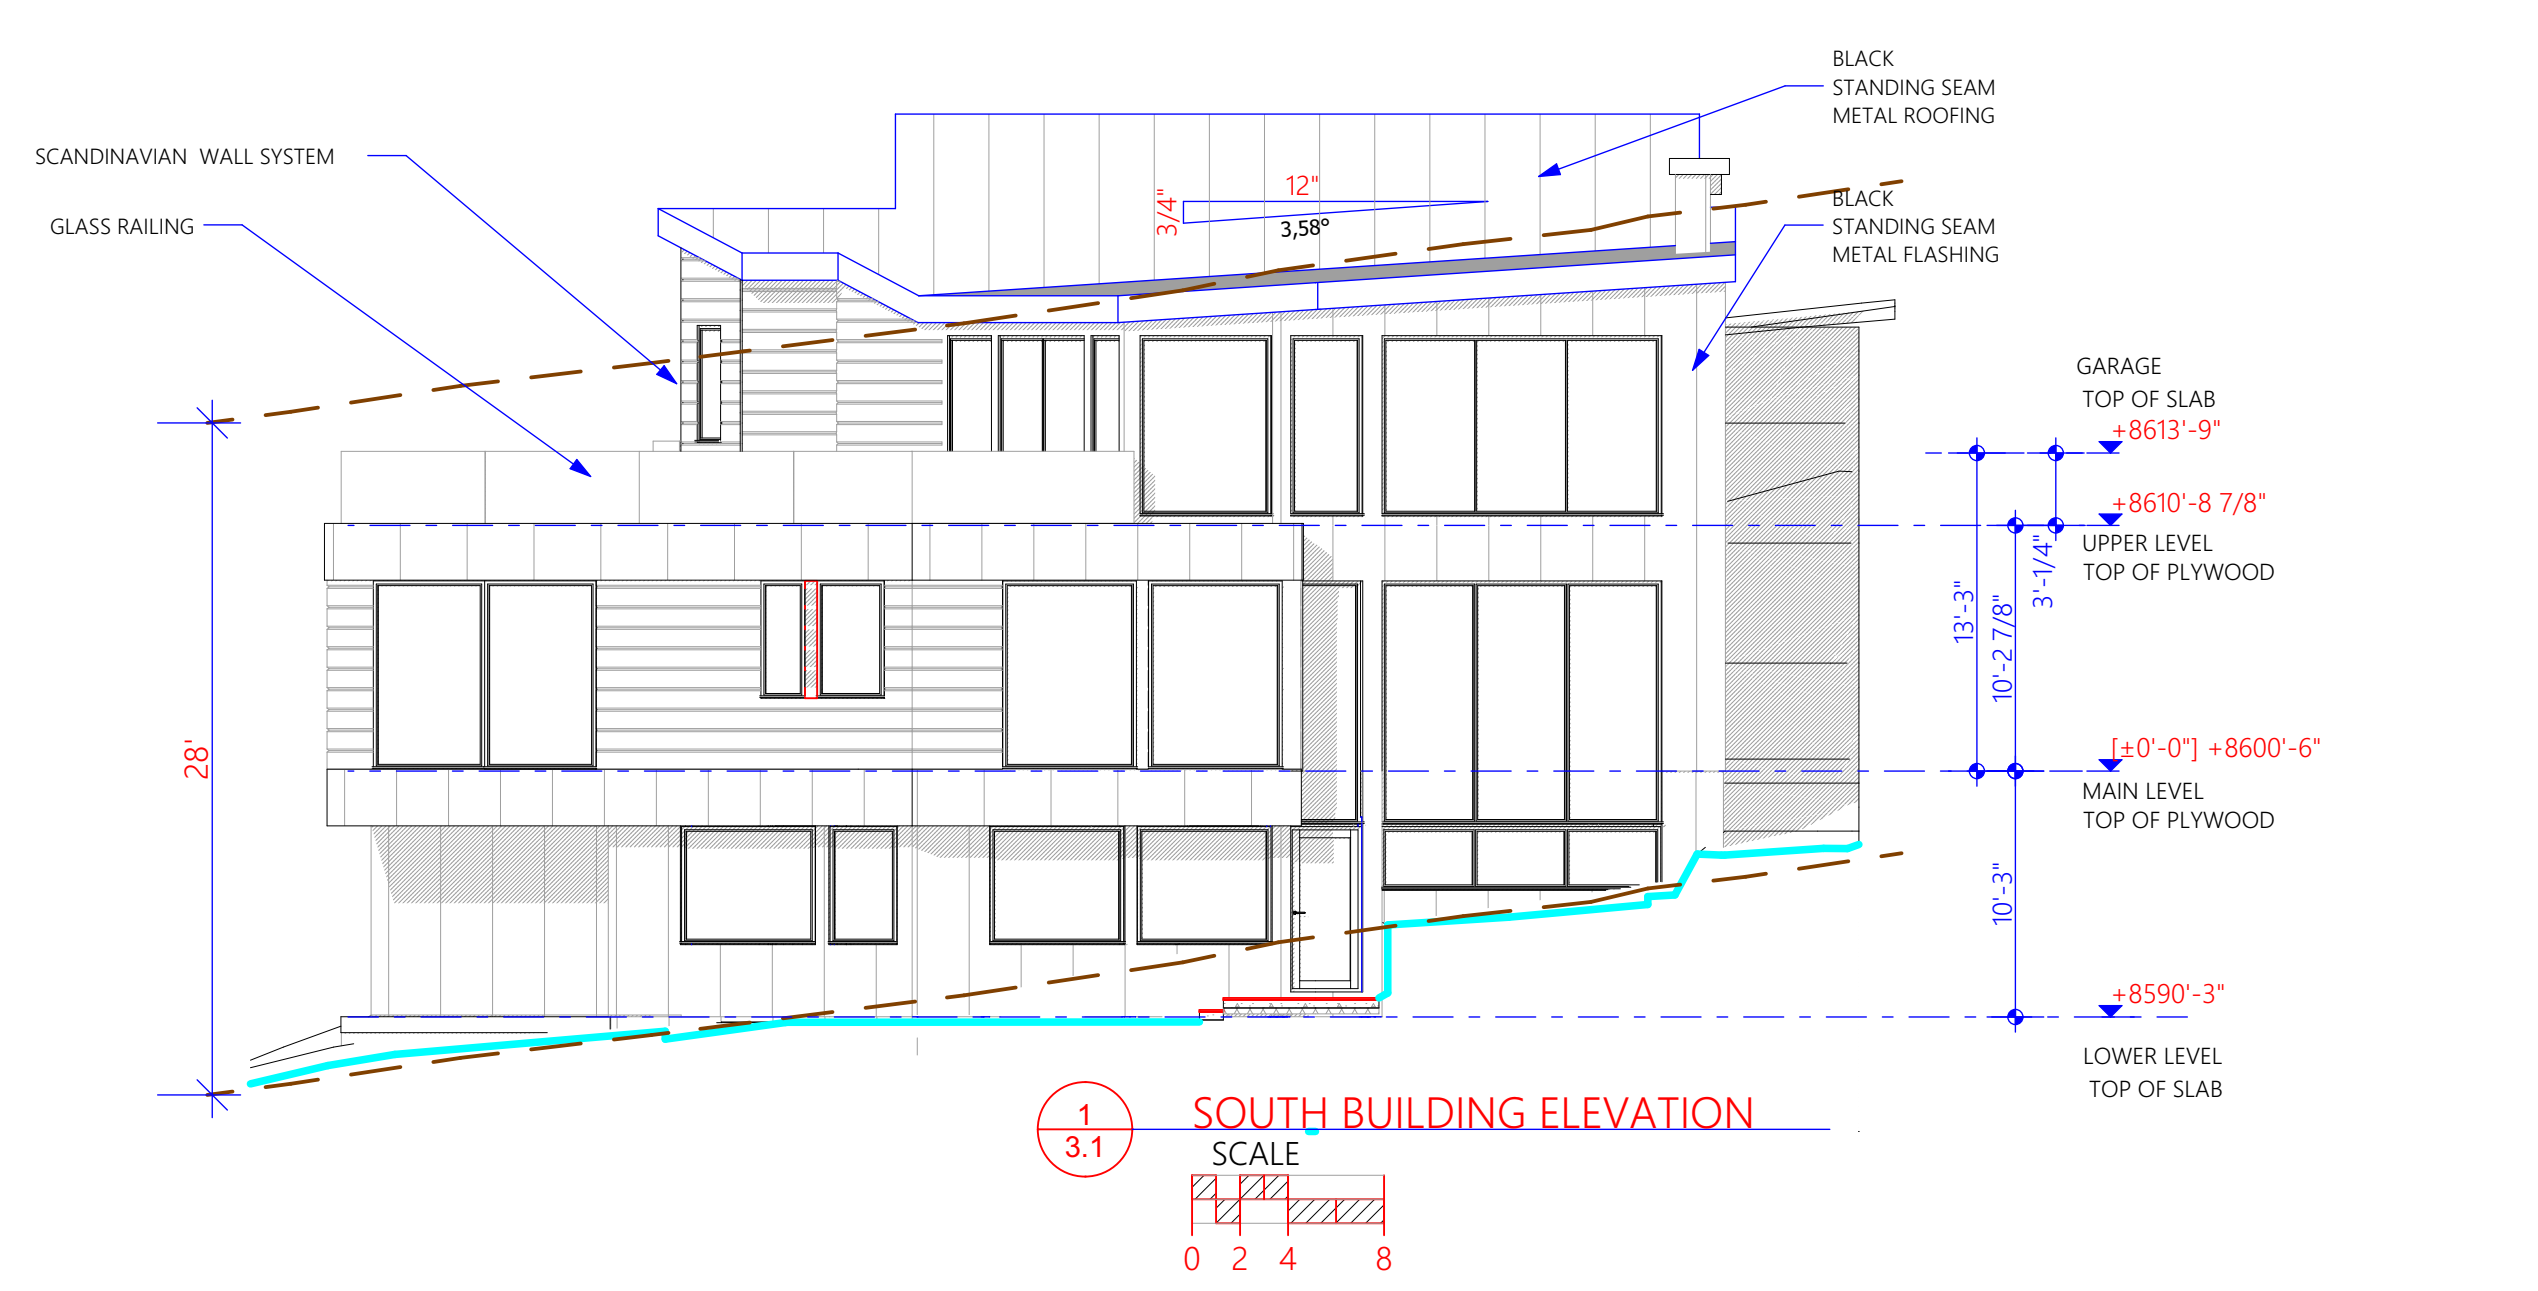 BLACK
STANDING SEAM
METAL ROOFING
SCANDINAVIAN  WALL SYSTEM
GLASS RAILING
12"
3/4"
3,58°
BLACK
STANDING SEAM
METAL FLASHING
GARAGE
TOP OF SLAB
+8613'-9"
+8610'-8 7/8"
UPPER LEVEL
TOP OF PLYWOOD
3'-1/4"
13'-3"
10'-2 7/8"
28'
[±0'-0"] +8600'-6"
MAIN LEVEL
TOP OF PLYWOOD
10'-3"
+8590'-3"
LOWER LEVEL
TOP OF SLAB
1
3.1
SOUTH BUILDING ELEVATION
SCALE
0 2 4 8